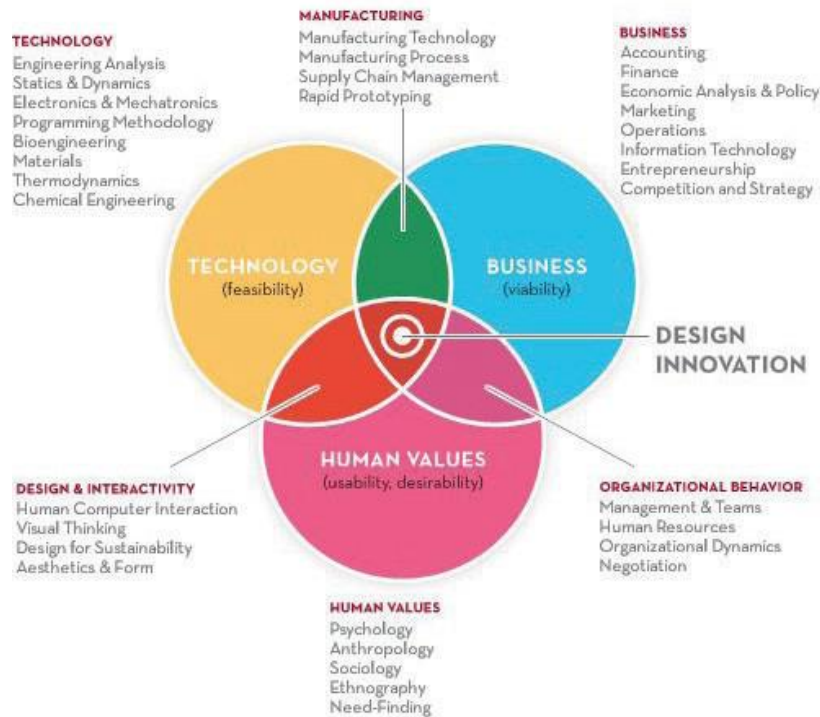 MANUFACTURING
Manufacturing Technology
Manufacturing Process
Supply Chain Management
Rapid Prototyping
TECHNOLOGY
Engineering Analysis
Statics & Dynamics
Electronics & Mechatronics
Programming Methodology
Bioengineering
Materials
Thermodynamics
Chemical Engineering
BUSINESS
Accounting
Finance
Economic Analysis & Policy
Marketing
Operations
Information Technology
Entrepreneurship
Competition and Strategy
TECHNOLOGY
(feasibility)
BUSINESS
(viability)
DESIGN
INNOVATION
HUMAN VALUES
(usability, desirability)
DESIGN & INTERACTIVITY
Human Computer Interaction
Visual Thinking
Design for Sustainability
Aesthetics & Form
ORGANIZATIONAL BEHAVIOR
Management & Teams
Human Resources
Organizational Dynamics
Negotiation
HUMAN VALUES
Psychology
Anthropology
Sociology
Ethnography
Need-Finding